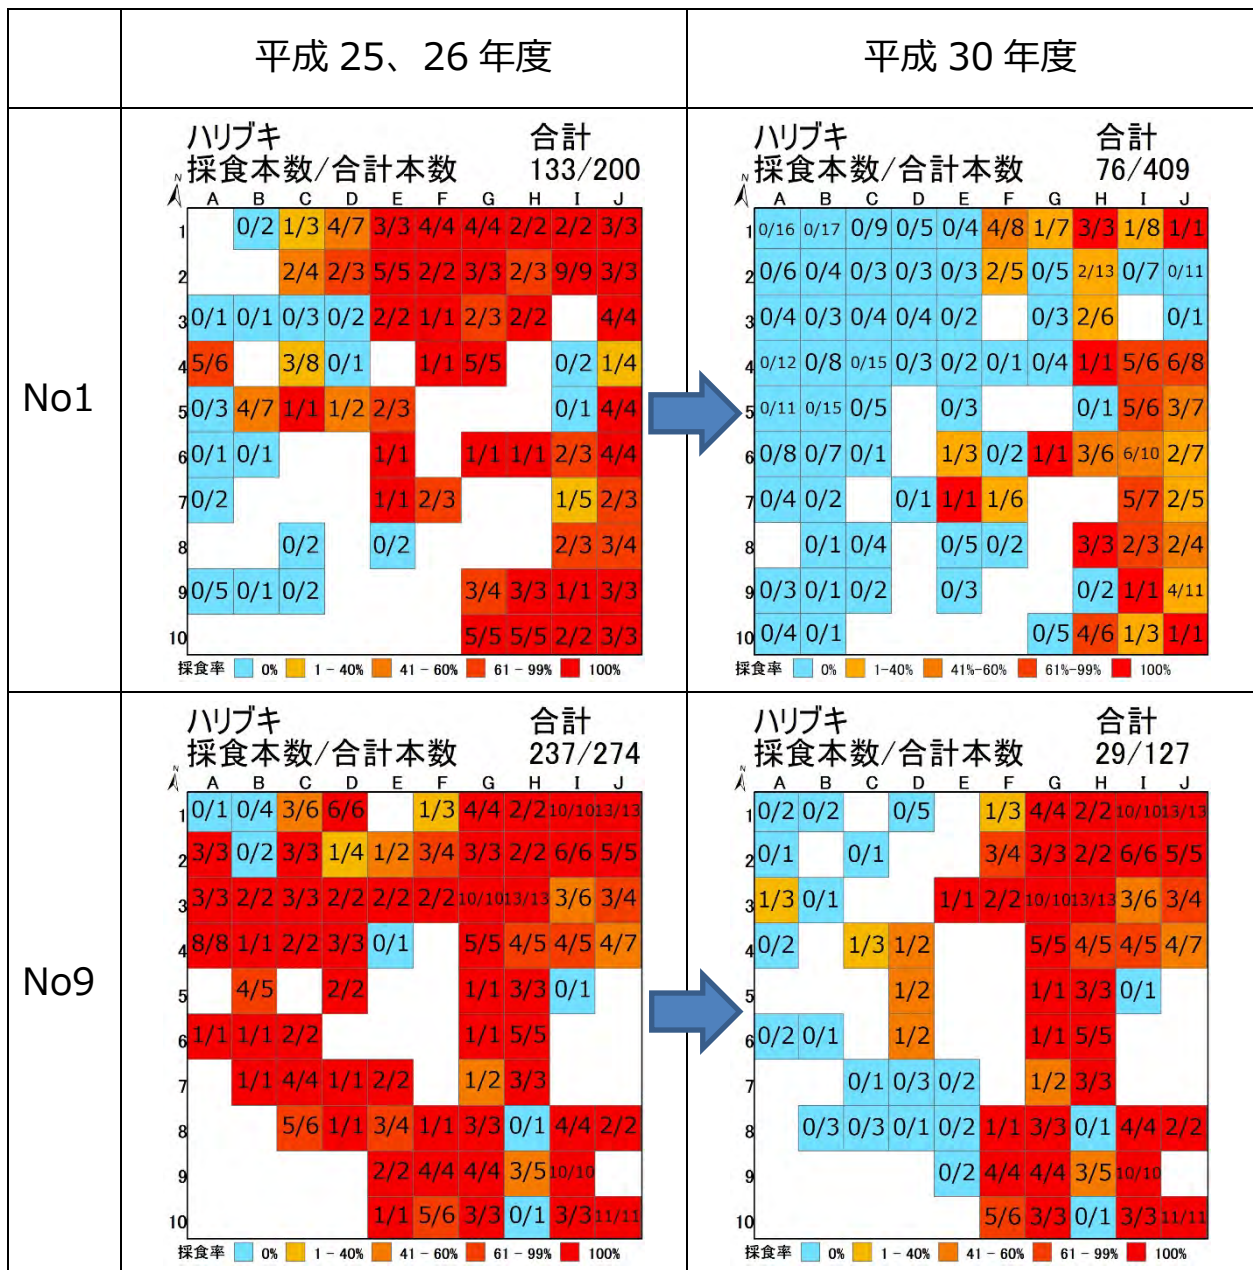 平成 25、26 年度
平成 30 年度
No1
ハリブキ 合計
採食本数/合計本数 133/200
N
A B C D E F G H I J
1 0/2 1/3 4/7 3/3 4/4 4/4 2/2 2/2 3/3
2 2/4 2/3 5/5 2/2 3/3 2/3 9/9 3/3
3 0/1 0/1 0/3 0/2 2/2 1/1 2/3 2/2 4/4
4 5/6 3/8 0/1 1/1 5/5 0/2 1/4
5 0/3 4/7 1/1 1/2 2/3 0/1 4/4
6 0/1 0/1 1/1 1/1 1/1 2/3 4/4
7 0/2 1/1 2/3 1/5 2/3
8 0/2 0/2 2/3 3/4
9 0/5 0/1 0/2 3/4 3/3 1/1 3/3
10 5/5 5/5 2/2 3/3
採食率 0% 1 - 40% 41 - 60% 61 - 99% 100%
ハリブキ 合計
採食本数/合計本数 76/409
N
A B C D E F G H I J
1 0/16 0/17 0/9 0/5 0/4 4/8 1/7 3/3 1/8 1/1
2 0/6 0/4 0/3 0/3 0/3 2/5 0/5 2/13 0/7 0/11
3 0/4 0/3 0/4 0/4 0/2 0/3 2/6 0/1
4 0/12 0/8 0/15 0/3 0/2 0/1 0/4 1/1 5/6 6/8
5 0/11 0/15 0/5 0/3 0/1 5/6 3/7
6 0/8 0/7 0/1 1/3 0/2 1/1 3/6 6/10 2/7
7 0/4 0/2 0/1 1/1 1/6 5/7 2/5
8 0/1 0/4 0/5 0/2 3/3 2/3 2/4
9 0/3 0/1 0/2 0/3 0/2 1/1 4/11
10 0/4 0/1 0/5 4/6 1/3 1/1
採食率 0% 1-40% 41%-60% 61%-99% 100%
No9
ハリブキ 合計
採食本数/合計本数 237/274
N
A B C D E F G H I J
1 0/1 0/4 3/6 6/6 1/3 4/4 2/2 10/10 13/13
2 3/3 0/2 3/3 1/4 1/2 3/4 3/3 2/2 6/6 5/5
3 3/3 2/2 3/3 2/2 2/2 2/2 10/10 13/13 3/6 3/4
4 8/8 1/1 2/2 3/3 0/1 5/5 4/5 4/5 4/7
5 4/5 2/2 1/1 3/3 0/1
6 1/1 1/1 2/2 1/1 5/5
7 1/1 4/4 1/1 2/2 1/2 3/3
8 5/6 1/1 3/4 1/1 3/3 0/1 4/4 2/2
9 2/2 4/4 4/4 3/5 10/10
10 1/1 5/6 3/3 0/1 3/3 11/11
採食率 0% 1 - 40% 41 - 60% 61 - 99% 100%
ハリブキ 合計
採食本数/合計本数 29/127
N
A B C D E F G H I J
1 0/2 0/2 0/5 1/3 4/4 2/2 10/10 13/13
2 0/1 0/1 3/4 3/3 2/2 6/6 5/5
3 1/3 0/1 1/1 2/2 10/10 13/13 3/6 3/4
4 0/2 1/3 1/2 5/5 4/5 4/5 4/7
5 1/2 1/1 3/3 0/1
6 0/2 0/1 1/2 1/1 5/5
7 0/1 0/3 0/2 1/2 3/3
8 0/3 0/3 0/1 0/2 1/1 3/3 0/1 4/4 2/2
9 0/2 4/4 4/4 3/5 10/10
10 5/6 3/3 0/1 3/3 11/11
採食率 0% 1 - 40% 41 - 60% 61 - 99% 100%